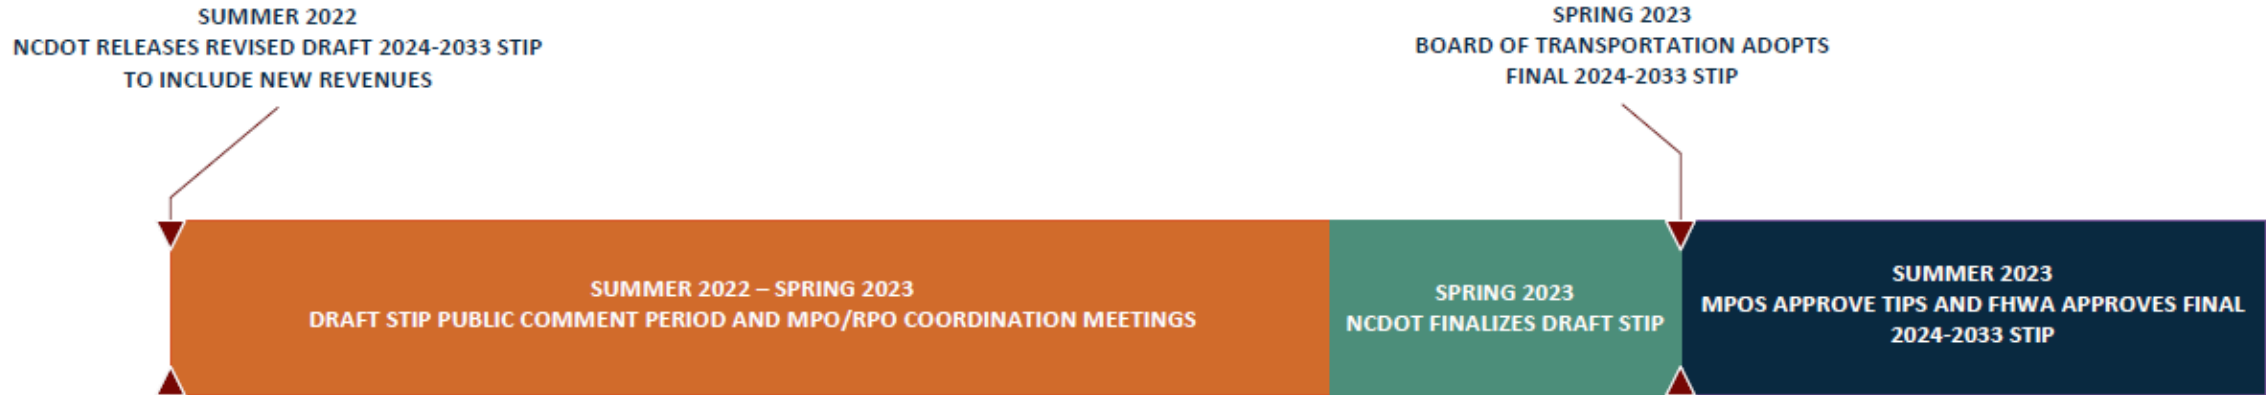 SUMMER 2022
NCDOT RELEASES REVISED DRAFT 2024-2033 STIP
TO INCLUDE NEW REVENUES
SPRING 2023
BOARD OF TRANSPORTATION ADOPTS
FINAL 2024-2033 STIP
SUMMER 2022 – SPRING 2023
DRAFT STIP PUBLIC COMMENT PERIOD AND MPO/RPO COORDINATION MEETINGS
SPRING 2023
NCDOT FINALIZES DRAFT STIP
SUMMER 2023
MPOS APPROVE TIPS AND FHWA APPROVES FINAL
2024-2033 STIP